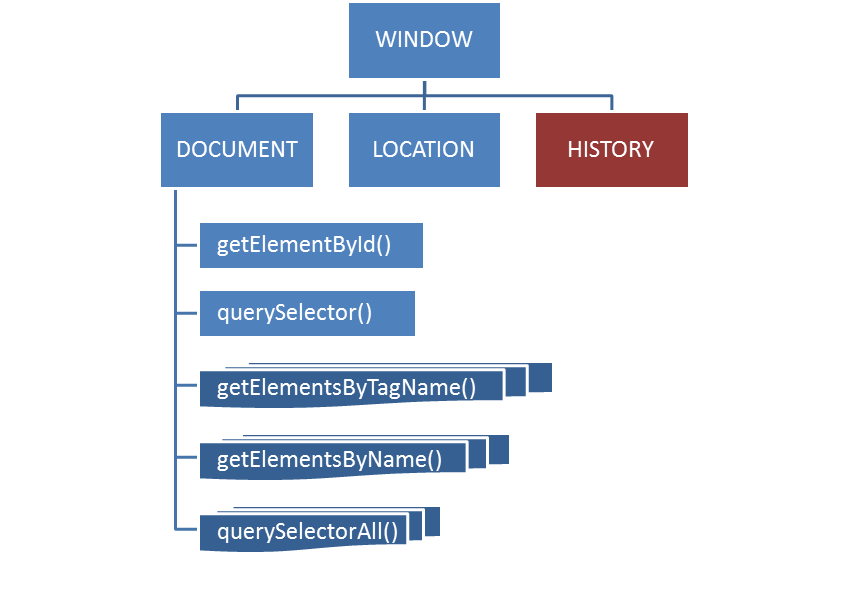 WINDOW
DOCUMENT
LOCATION
HISTORY
getElementById()
querySelector()
getElementsByTagName()
getElementsByName()
querySelectorAll()